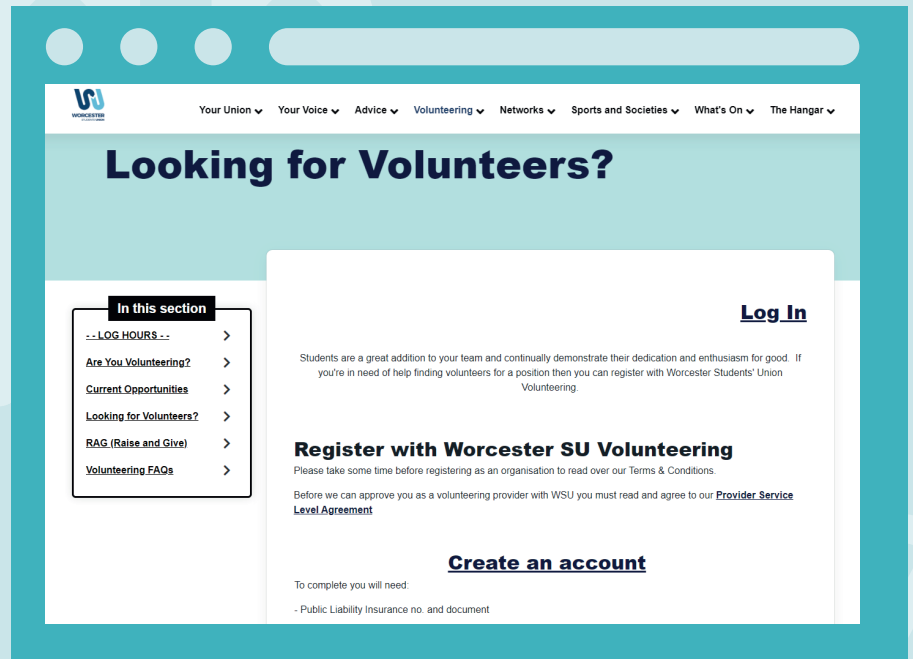 WORCESTER
STUDENTS' UNION
Your Union
Your Voice
Advice
Volunteering
Networks
Sports and Societies
What's On
The Hangar
Looking for Volunteers?
In this section
- - LOG HOURS - -
Are You Volunteering?
Current Opportunities
Looking for Volunteers?
RAG (Raise and Give)
Volunteering FAQs
Log In
Students are a great addition to your team and continually demonstrate their dedication and enthusiasm for good. If
you're in need of help finding volunteers for a position then you can register with Worcester Students' Union
Volunteering.
Register with Worcester SU Volunteering
Please take some time before registering as an organisation to read over our Terms & Conditions.
Before we can approve you as a volunteering provider with WSU you must read and agree to our Provider Service
Level Agreement
Create an account
To complete you will need:
- Public Liability Insurance no. and document